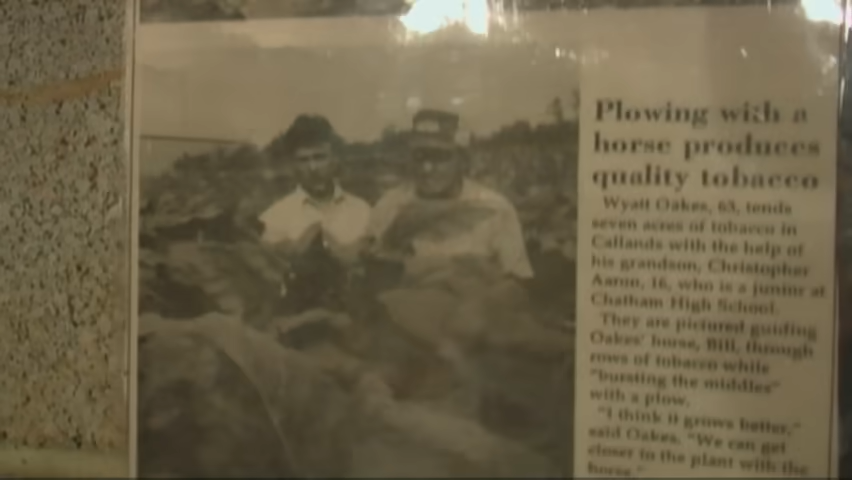 Plowing with a
horse produces
quality tobacco
Wyatt Oakes, 63, tends
seven acres of tobacco in
Callands with the help of
his grandson, Christopher
Aaron, 16, who is a junior at
Chatham High School.
They are pictured guiding
Oakes' horse, Bill, through
rows of tobacco while
"bursting the middles"
with a plow.
"I think it grows better,"
said Oakes. "We can get
closer to the plant with the
horse."